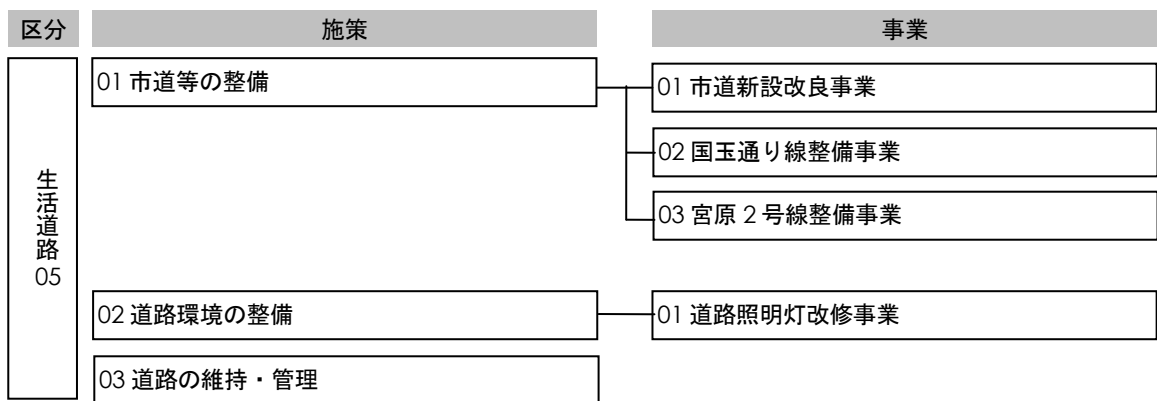 区分
施策
事業
生活道路
05
01 市道等の整備
01 市道新設改良事業
02 国玉通り線整備事業
03 宮原 2 号線整備事業
02 道路環境の整備
01 道路照明灯改修事業
03 道路の維持・管理